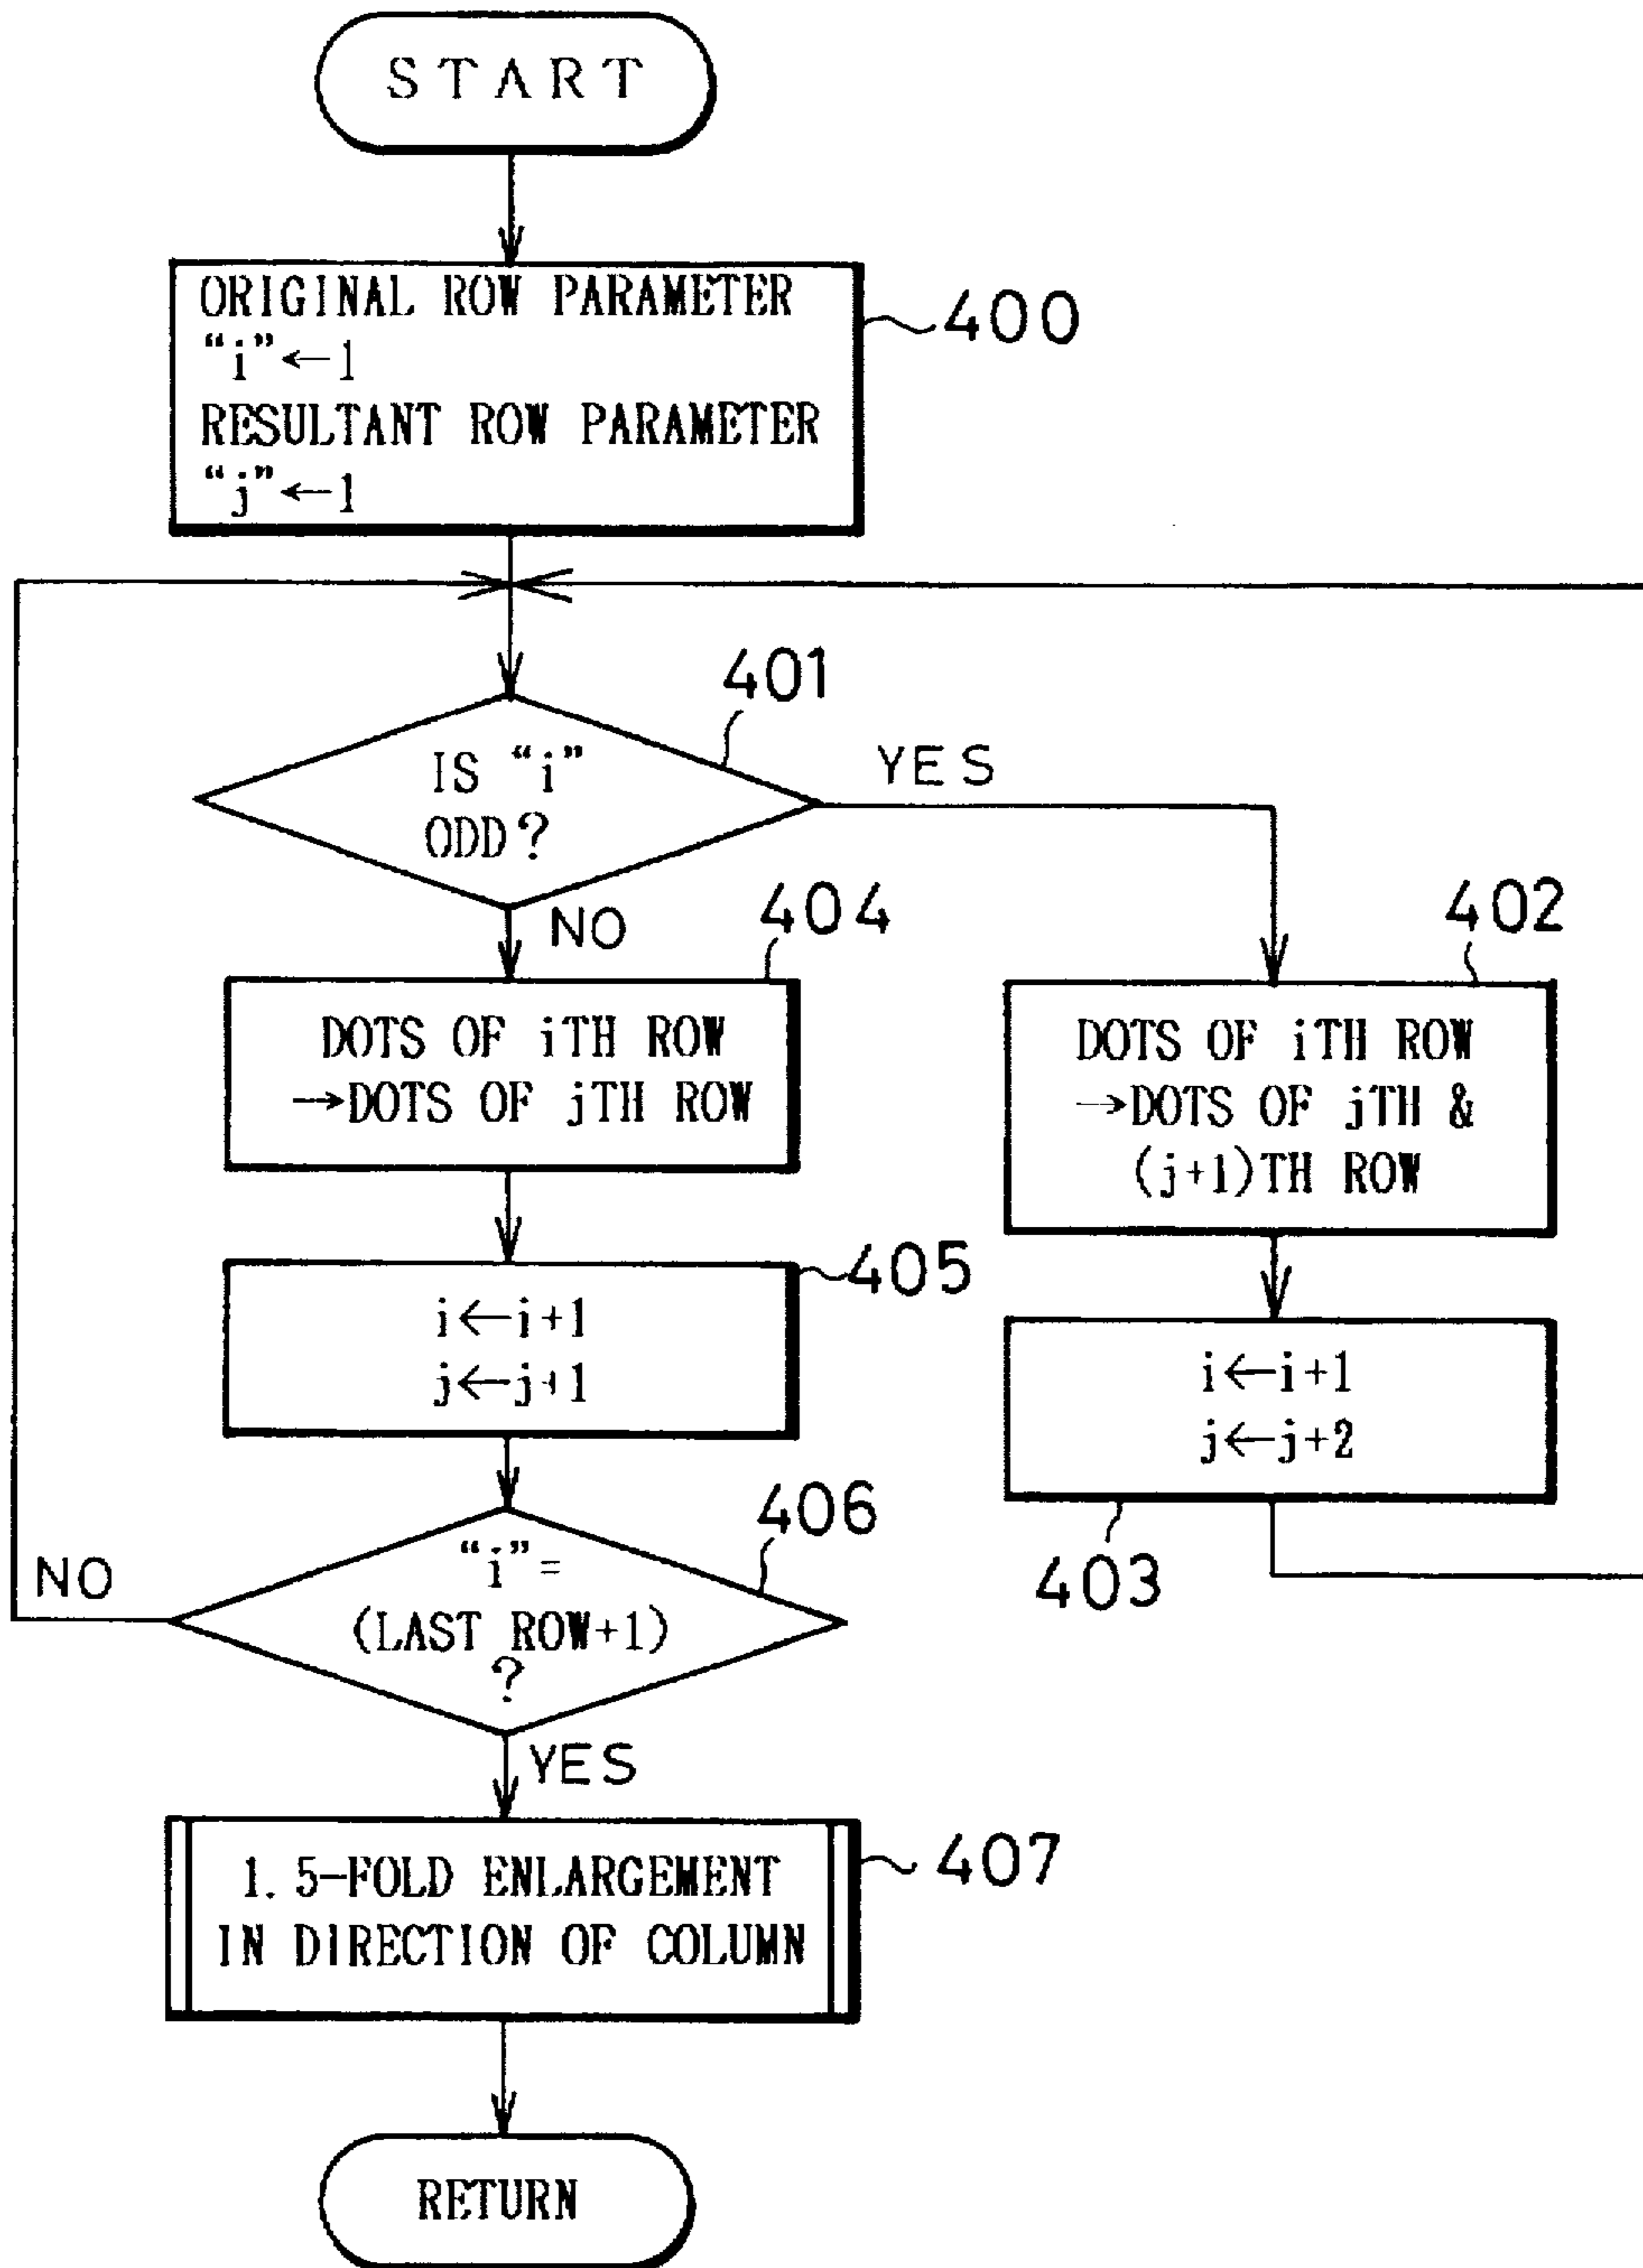 START
ORIGINAL ROW PARAMETER
“i”←1
RESULTANT ROW PARAMETER
“j”←1
400
401
IS “i”
ODD?
YES
NO
404
DOTS OF iTH ROW
→DOTS OF jTH ROW
402
DOTS OF iTH ROW
→DOTS OF jTH &
(j+1)TH ROW
405
i←i+1
j←j+1
i←i+1
j←j+2
403
406
“i”=
(LAST ROW+1)
?
NO
YES
1.5-FOLD ENLARGEMENT
IN DIRECTION OF COLUMN
407
RETURN